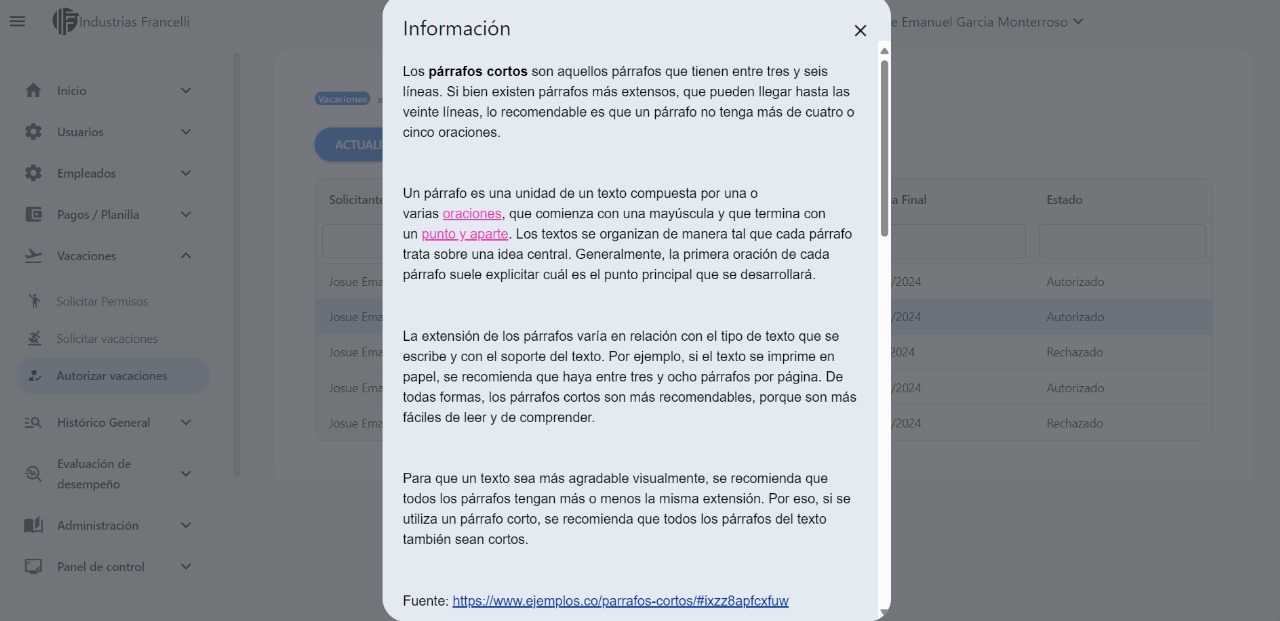 Industrias Francelli
Información
e Emanuel Garcia Monterroso
Inicio
Usuarios
Empleados
Pagos / Planilla
Vacaciones
Solicitar Permisos
Solicitar vacaciones
Autorizar vacaciones
Histórico General
Evaluación de
desempeño
Administración
Panel de control
Vacaciones
ACTUALI
Solicitante
Josue Ema
Josue Ema
Josue Ema
Josue Ema
Josue Ema
Los párrafos cortos son aquellos párrafos que tienen entre tres y seis
líneas. Si bien existen párrafos más extensos, que pueden llegar hasta las
veinte líneas, lo recomendable es que un párrafo no tenga más de cuatro o
cinco oraciones.
Un párrafo es una unidad de un texto compuesta por una o
varias oraciones, que comienza con una mayúscula y que termina con
un punto y aparte. Los textos se organizan de manera tal que cada párrafo
trata sobre una idea central. Generalmente, la primera oración de cada
párrafo suele explicitar cuál es el punto principal que se desarrollará.
La extensión de los párrafos varía en relación con el tipo de texto que se
escribe y con el soporte del texto. Por ejemplo, si el texto se imprime en
papel, se recomienda que haya entre tres y ocho párrafos por página. De
todas formas, los párrafos cortos son más recomendables, porque son más
fáciles de leer y de comprender.
Para que un texto sea más agradable visualmente, se recomienda que
todos los párrafos tengan más o menos la misma extensión. Por eso, si se
utiliza un párrafo corto, se recomienda que todos los párrafos del texto
también sean cortos.
Fuente: https://www.ejemplos.co/parrafos-cortos/#ixzz8apfcxfuw
Final Estado
/2024 Autorizado
/2024 Autorizado
2024 Rechazado
/2024 Autorizado
/2024 Rechazado